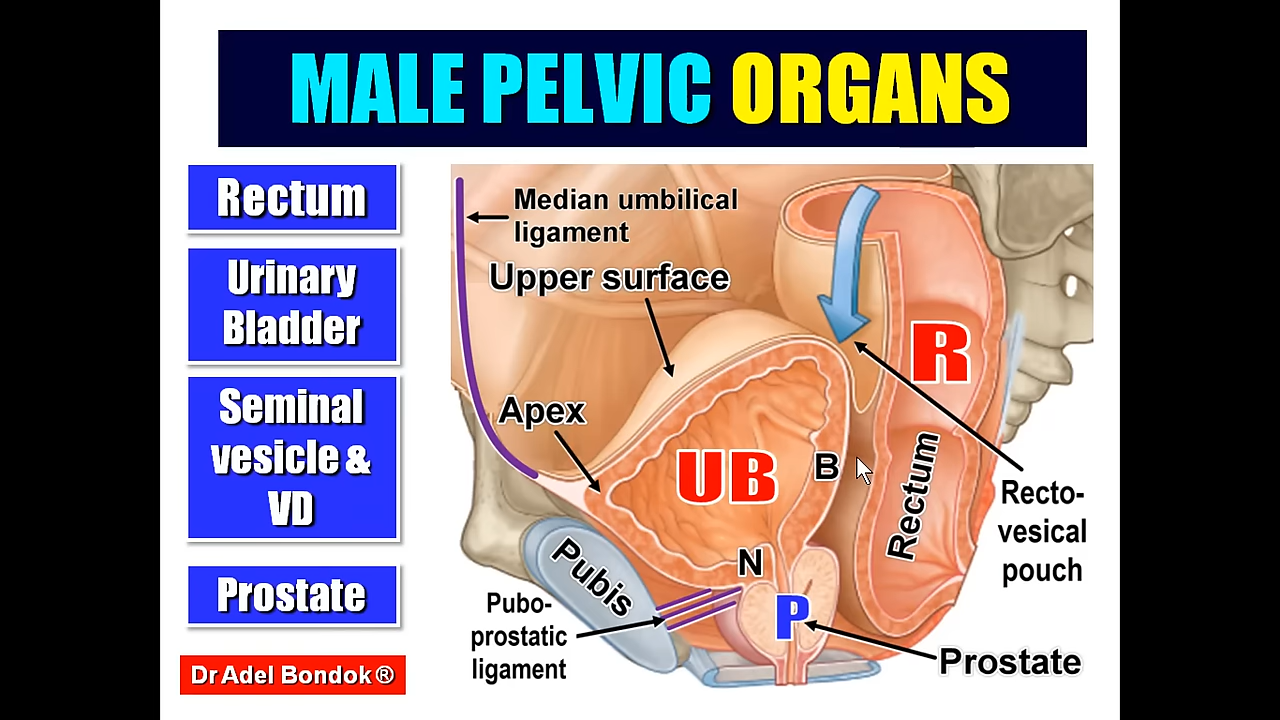 MALE PELVIC ORGANS
Rectum
Urinary
Bladder
Seminal
vesicle &
VD
Prostate
Dr Adel Bondok ®
Median umbilical
ligament
Upper surface
Apex
UB
B
N
R
Rectum
Recto-
vesical
pouch
Pubis
Pubo-
prostatic
ligament
P
Prostate